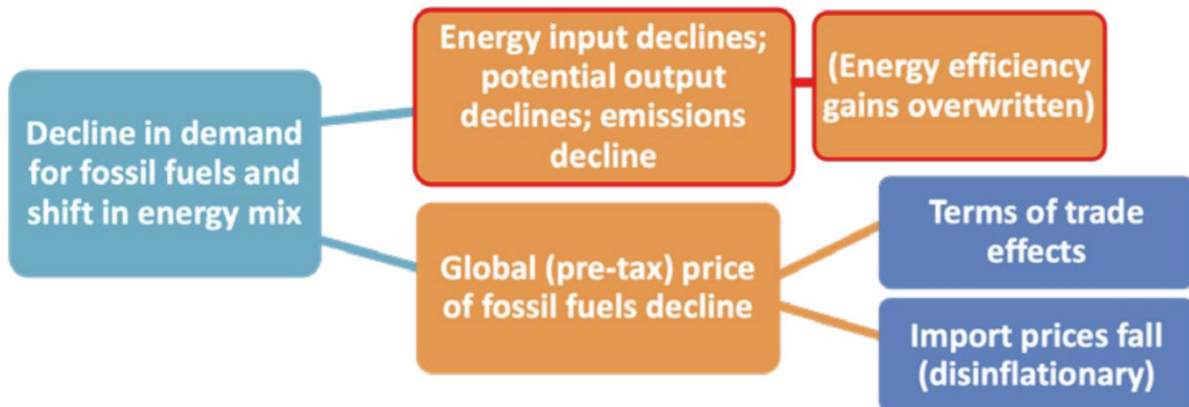 Decline in demand
for fossil fuels and
shift in energy mix
Energy input declines;
potential output
declines; emissions
decline
(Energy efficiency
gains overwritten)
Global (pre-tax) price
of fossil fuels decline
Terms of trade
effects
Import prices fall
(disinflationary)